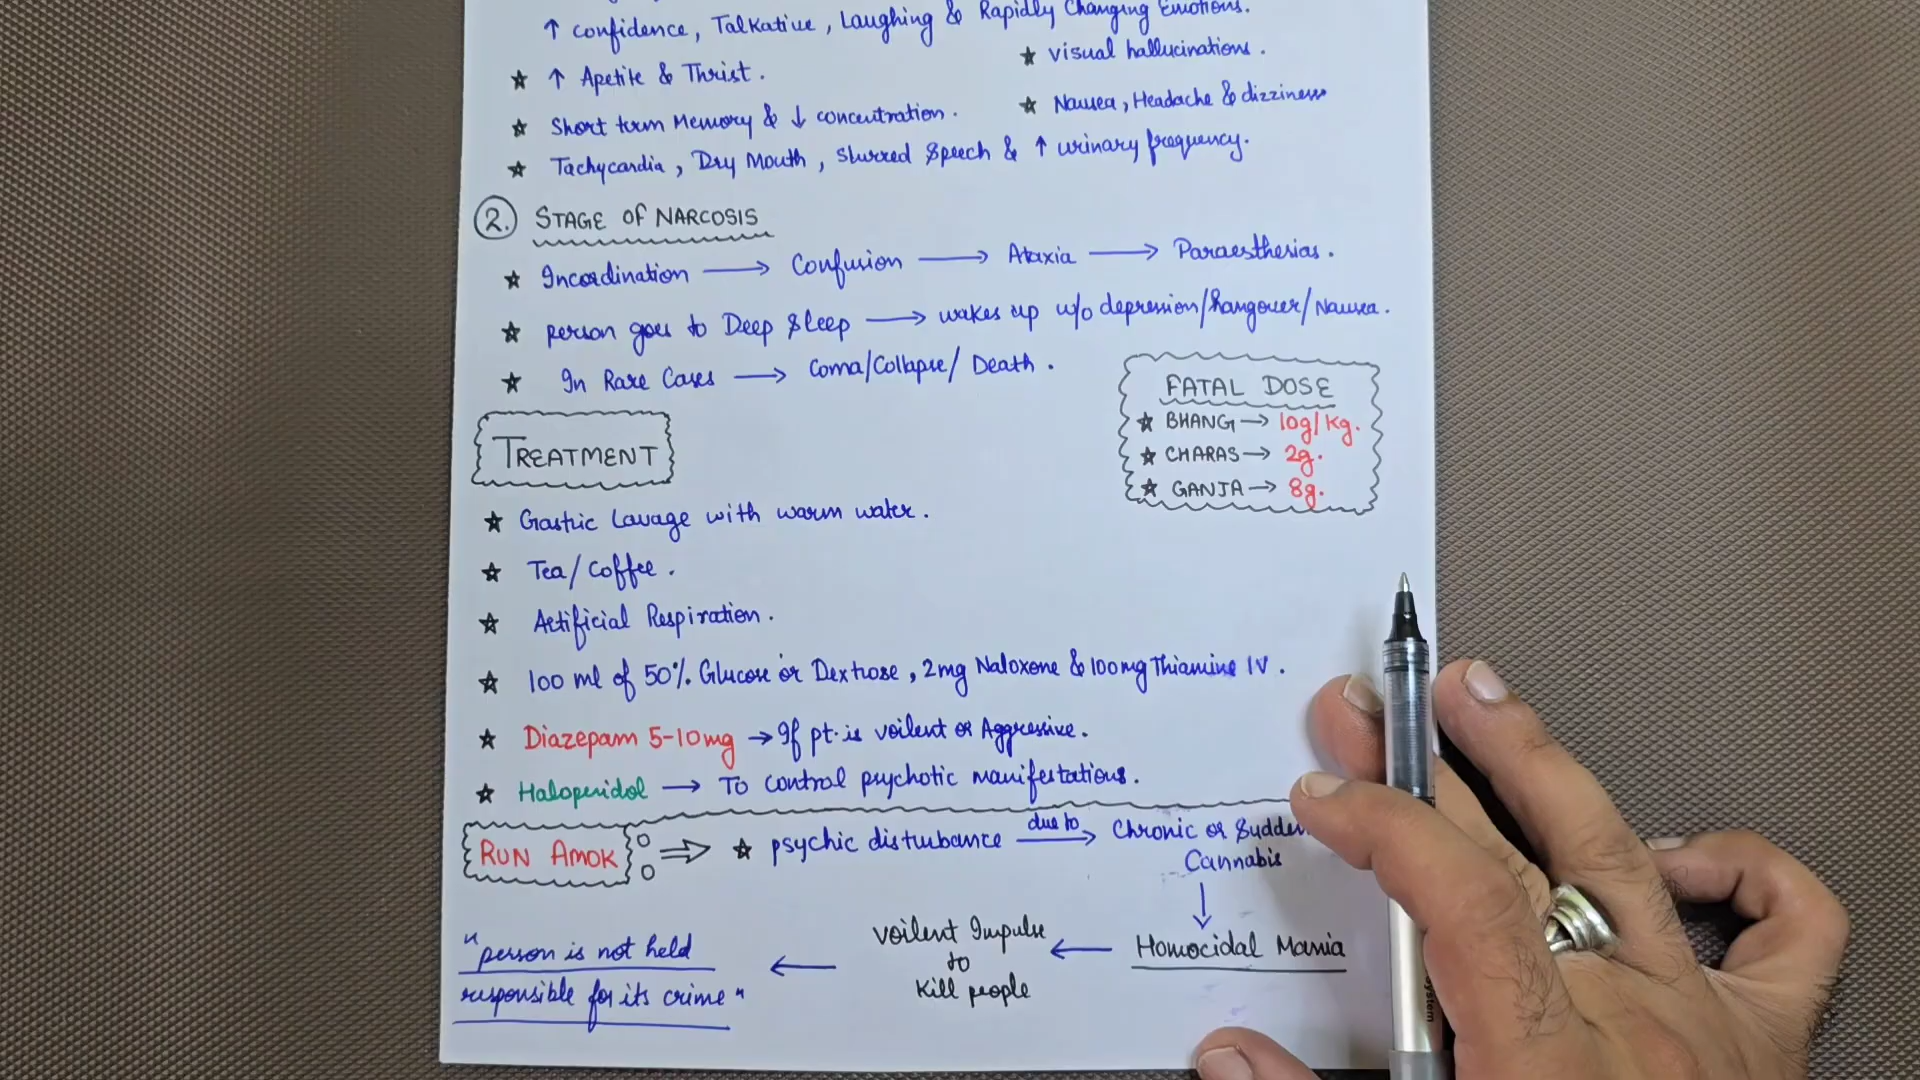 ↑ confidence, Talkative, Laughing & Rapidly Changing Emotions.
★ ↑ Apetite & Thrist.
★ visual hallucinations.
★ Short term Memory & ↓ concentration.
★ Nausea, Headache & dizziness
★ Tachycardia, Dry Mouth, Slurred Speech & ↑ urinary frequency.
2. STAGE OF NARCOSIS
★ Incordination → Confusion → Ataxia → Paraesthesias.
★ person goes to Deep Sleep → wakes up w/o depression/hangover/Nausea.
★ In Rare Cases → Coma/Collapse/Death.
FATAL DOSE
★ BHANG → 10g/kg.
★ CHARAS → 2g.
★ GANJA → 8g.
TREATMENT
★ Gastric Lavage with warm water.
★ Tea/Coffee.
★ Artificial Respiration.
★ 100 ml of 50% Glucose or Dextrose, 2mg Naloxone & 100mg Thiamine IV.
★ Diazepam 5-10mg → If pt. is voilent or Aggressive.
★ Haloperidol → To control psychotic manifestations.
RUN AMOK ⇒ ★ psychic disturbance due to → Chronic or Sudden
Cannabis
↓
Homocidal Mania
← voilent Impulse
to
kill people
← "person is not held
responsible for its crime"